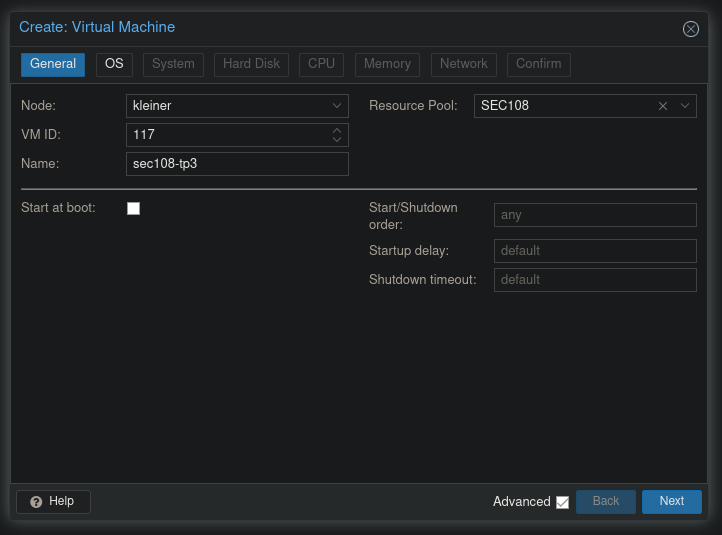 Create: Virtual Machine
General OS System Hard Disk CPU Memory Network Confirm
Node: kleiner Resource Pool: SEC108
VM ID: 117
Name: sec108-tp3
Start at boot: Start/Shutdown order: any
Startup delay: default
Shutdown timeout: default
Help Advanced Back Next